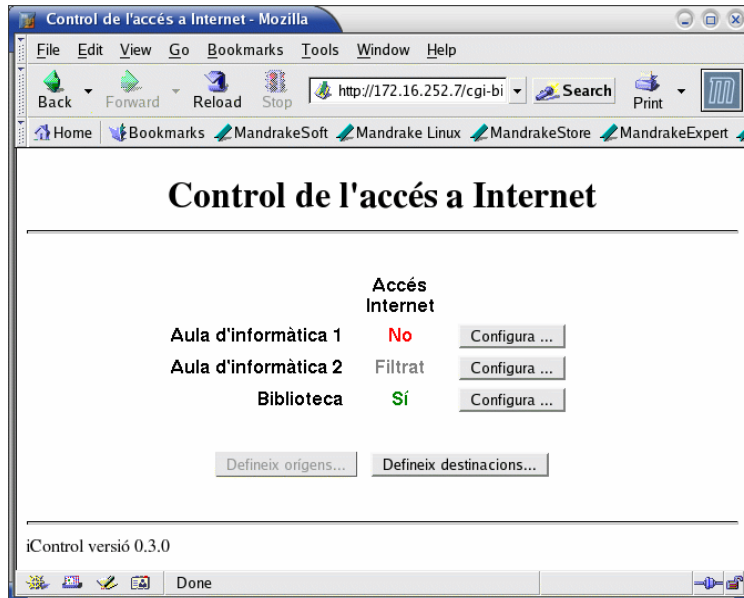 Control de l'accés a Internet - Mozilla
File Edit View Go Bookmarks Tools Window Help
Back Forward Reload Stop http://172.16.252.7/cgi-bi Search Print
Home Bookmarks MandrakeSoft Mandrake Linux MandrakeStore MandrakeExpert
Control de l'accés a Internet
Accés
Internet
Aula d'informàtica 1 No Configura ...
Aula d'informàtica 2 Filtrat Configura ...
Biblioteca Sí Configura ...
Defineix orígens... Defineix destinacions...
iControl versió 0.3.0
Done